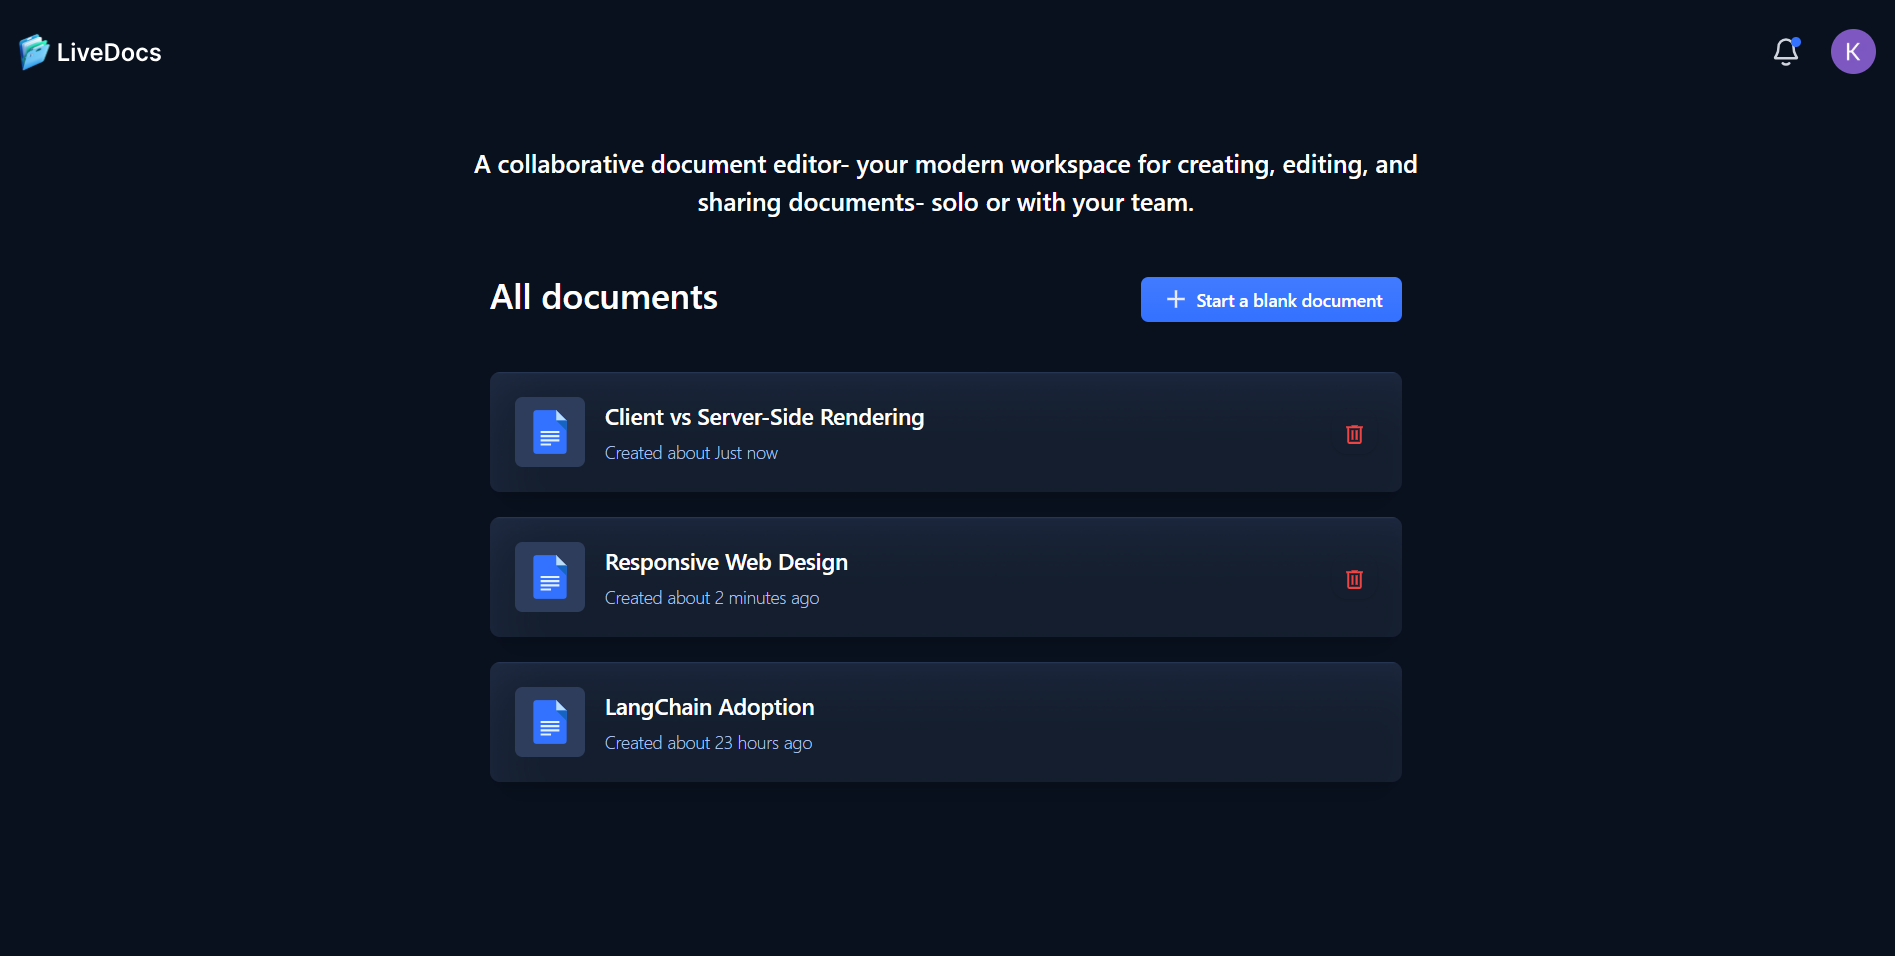 LiveDocs
K
A collaborative document editor- your modern workspace for creating, editing, and
sharing documents- solo or with your team.
All documents
Start a blank document
Client vs Server-Side Rendering
Created about Just now
Responsive Web Design
Created about 2 minutes ago
LangChain Adoption
Created about 23 hours ago